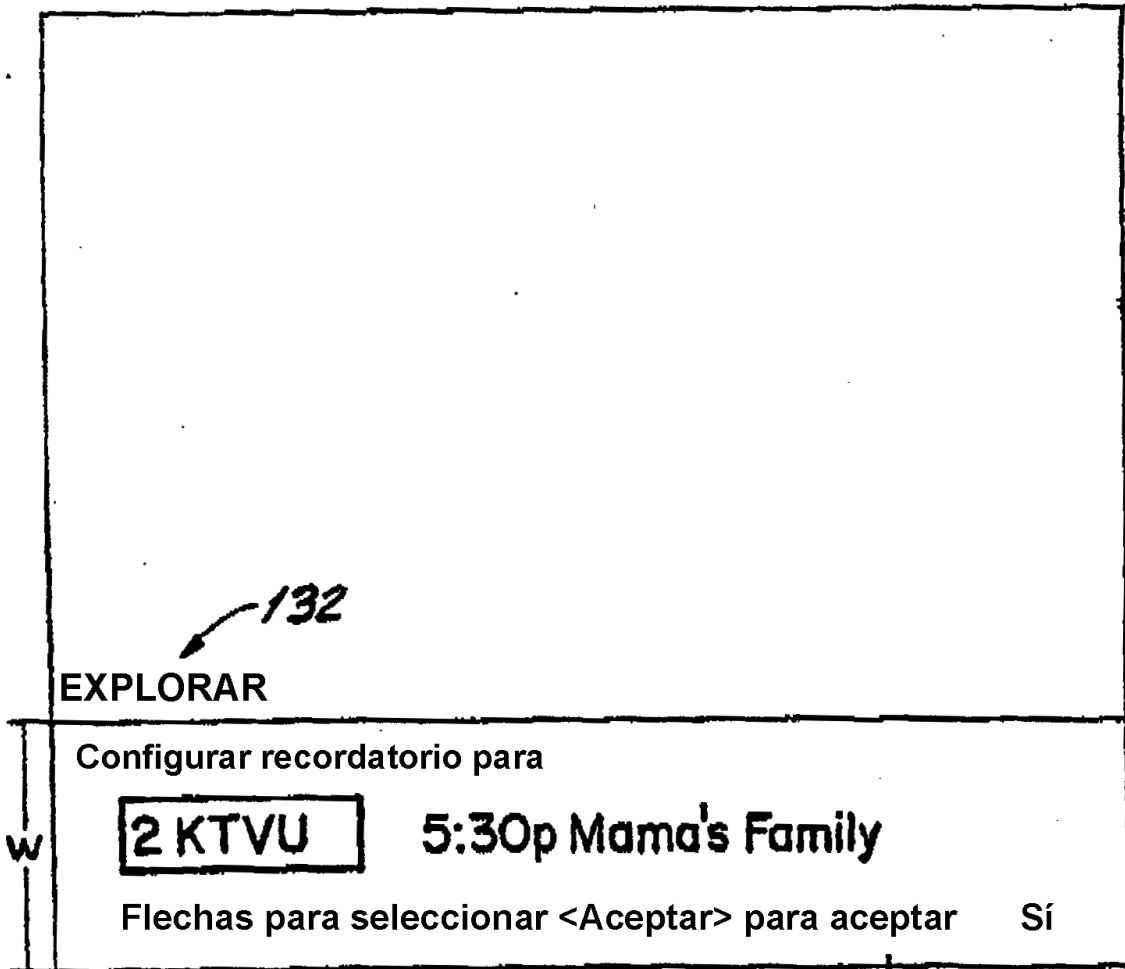 132
EXPLORAR
Configurar recordatorio para
W
2 KTVU 5:30p Mama's Family
Flechas para seleccionar <Aceptar> para aceptar Sí